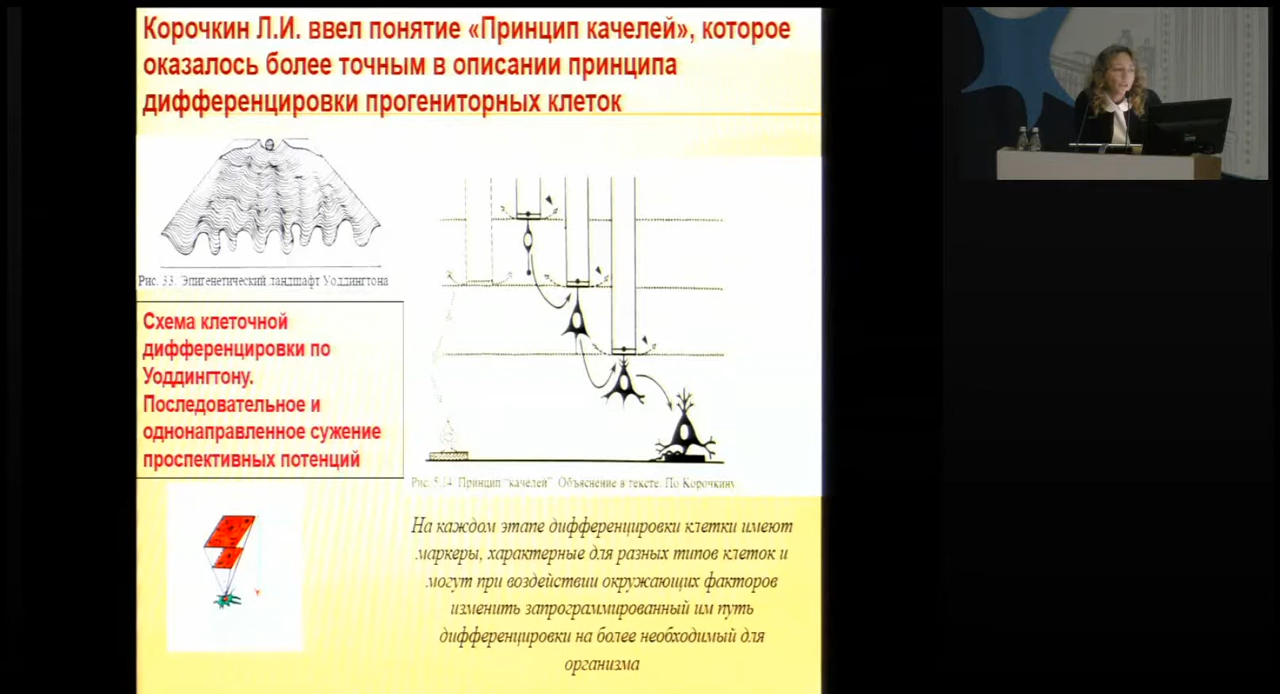 Корочкин Л.И. ввел понятие «Принцип качелей», которое
оказалось более точным в описании принципа
дифференцировки прогениторных клеток
Рис. 33. Эпигенетический ландшафт Уоддингтона
Схема клеточной
дифференцировки по
Уоддингтону.
Последовательное и
однонаправленное сужение
проспективных потенций
Рис. 5.14. Принцип "качелей". Объяснение в тексте. По Корочкину
На каждом этапе дифференцировки клетки имеют
маркеры, характерные для разных типов клеток и
могут при воздействии окружающих факторов
изменить запрограммированный им путь
дифференцировки на более необходимый для
организма